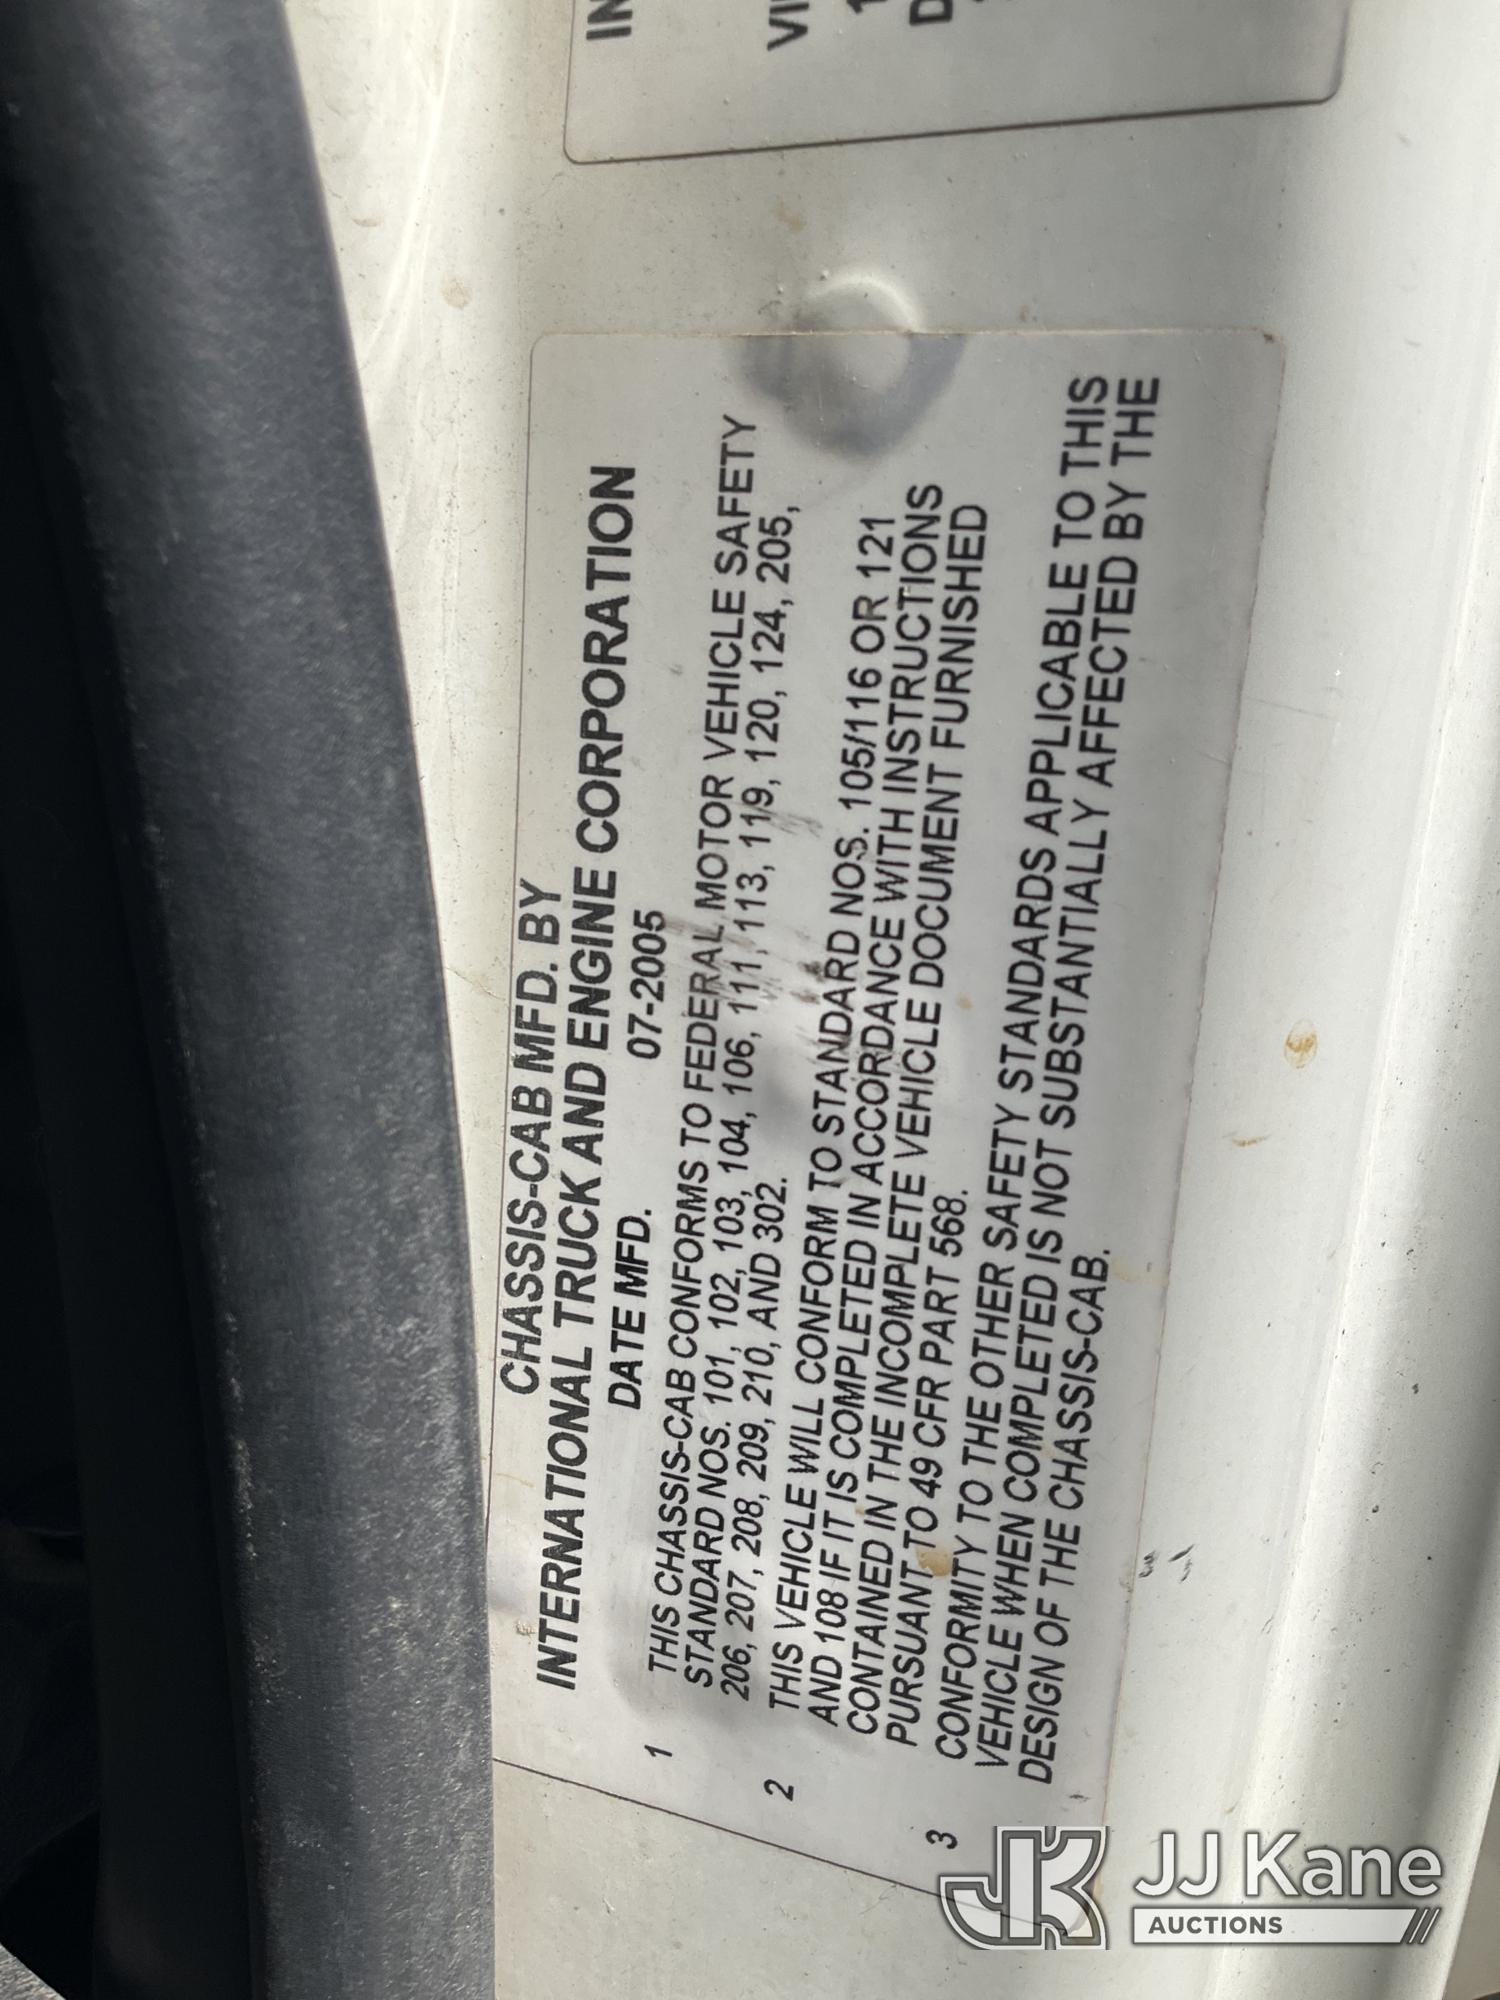 CHASSIS-CAB MFD. BY
INTERNATIONAL TRUCK AND ENGINE CORPORATION
DATE MFD. 07-2005
1 THIS CHASSIS-CAB CONFORMS TO FEDERAL MOTOR VEHICLE SAFETY
STANDARD NOS. 101, 102, 103, 104, 106, 111, 113, 119, 120, 124, 205,
206, 207, 208, 209, 210, AND 302.
2 THIS VEHICLE WILL CONFORM TO STANDARD NOS. 105/116 OR 121
AND 108 IF IT IS COMPLETED IN ACCORDANCE WITH INSTRUCTIONS
CONTAINED IN THE INCOMPLETE VEHICLE DOCUMENT FURNISHED
PURSUANT TO 49 CFR PART 568.
3 CONFORMITY TO THE OTHER SAFETY STANDARDS APPLICABLE TO THIS
VEHICLE WHEN COMPLETED IS NOT SUBSTANTIALLY AFFECTED BY THE
DESIGN OF THE CHASSIS-CAB.
JK JJ Kane
AUCTIONS